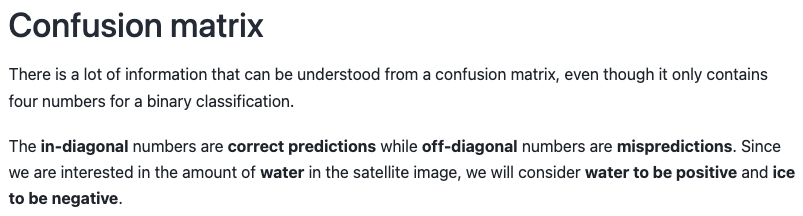 Confusion matrix
There is a lot of information that can be understood from a confusion matrix, even though it only contains
four numbers for a binary classification.
The in-diagonal numbers are correct predictions while off-diagonal numbers are mispredictions. Since
we are interested in the amount of water in the satellite image, we will consider water to be positive and ice
to be negative.